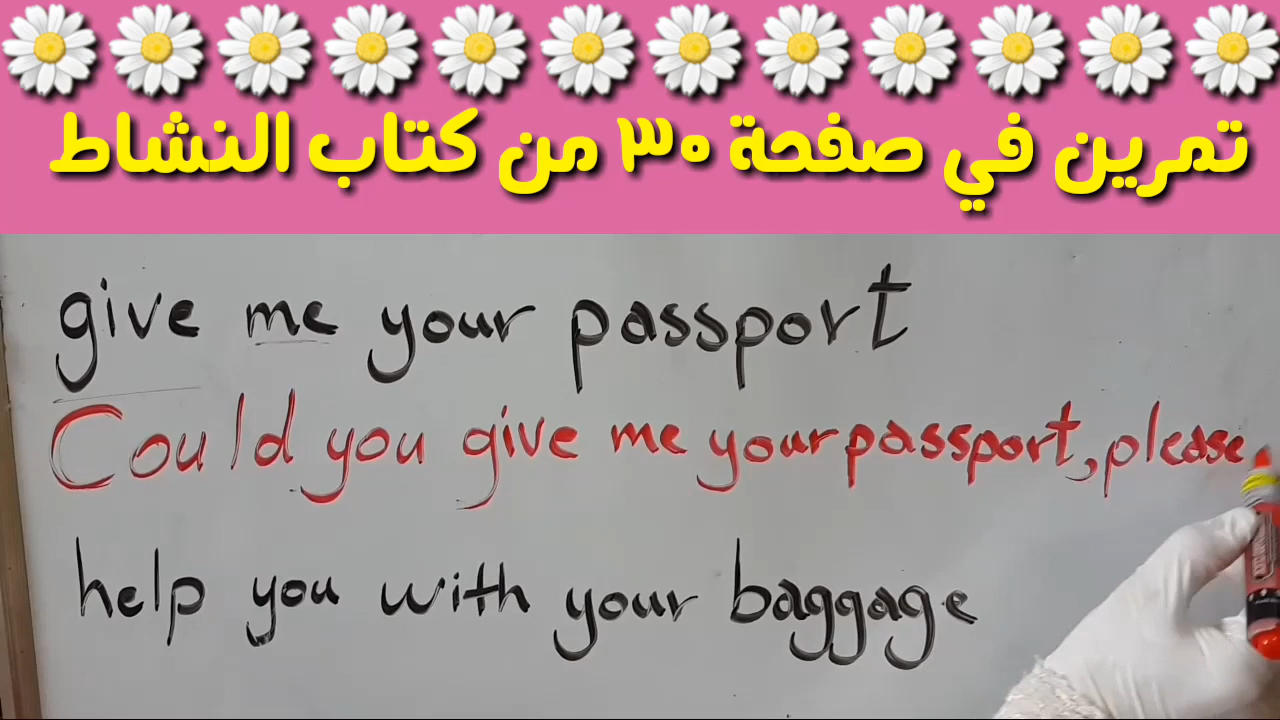 تمرين في صفحة ٣٠ من كتاب النشاط
give me your passport
Could you give me your passport, please
help you with your baggage